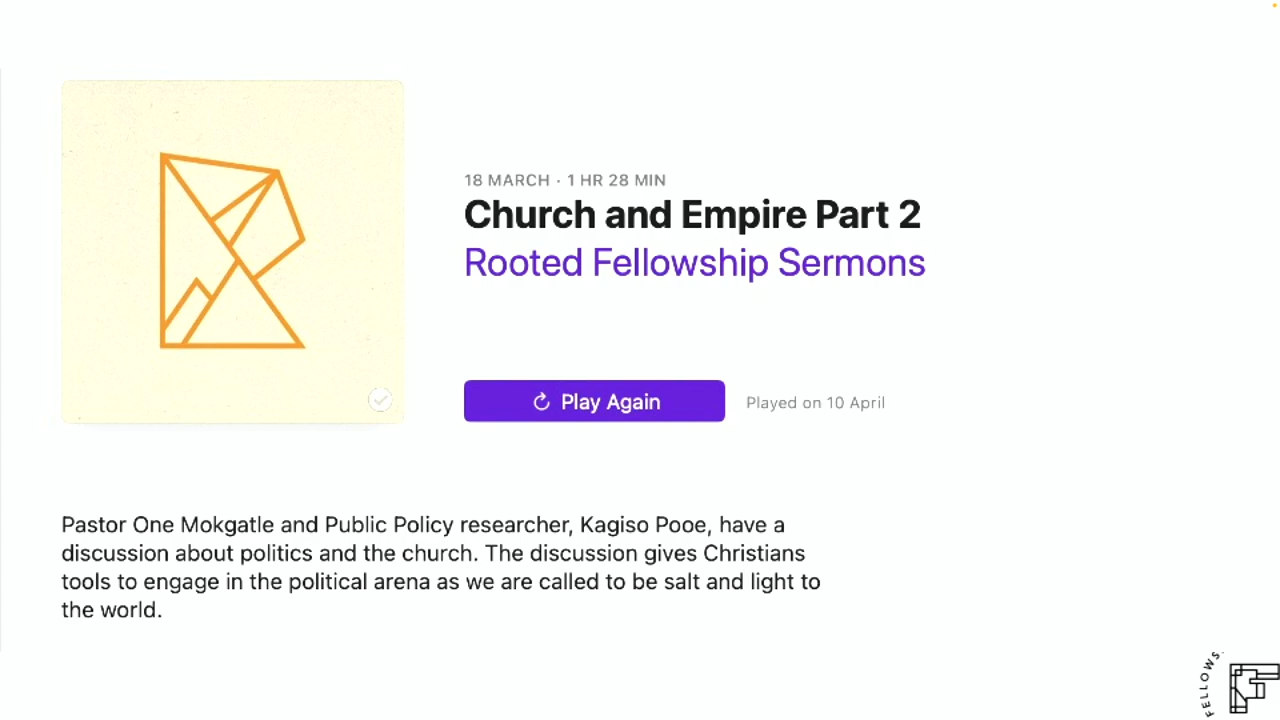 18 MARCH · 1 HR 28 MIN
Church and Empire Part 2
Rooted Fellowship Sermons
Play Again
Played on 10 April
Pastor One Mokgatle and Public Policy researcher, Kagiso Pooe, have a
discussion about politics and the church. The discussion gives Christians
tools to engage in the political arena as we are called to be salt and light to
the world.
FELLOWS